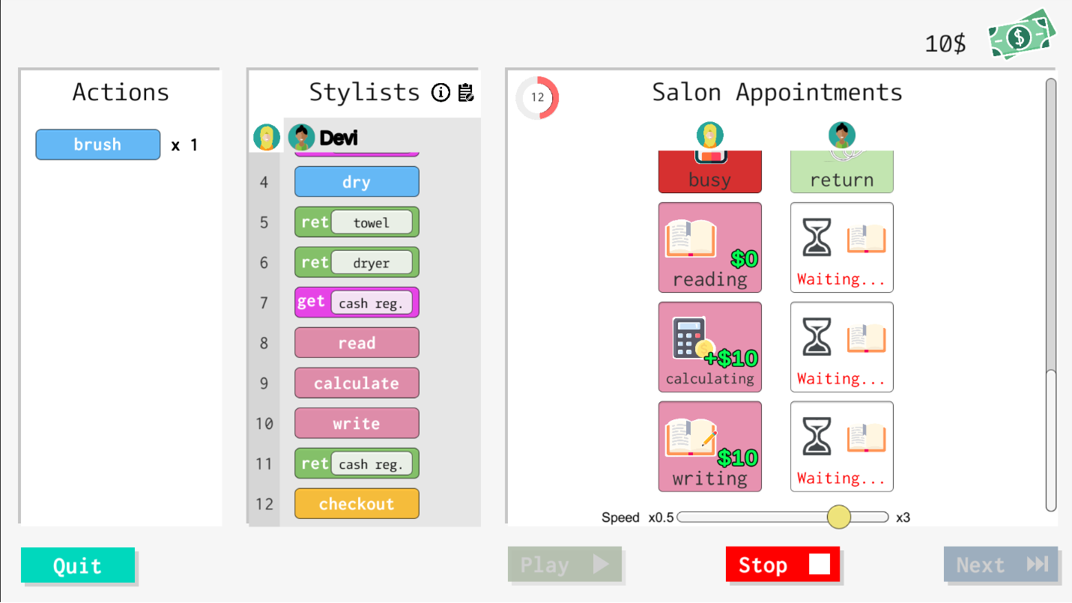 10$
Actions
brush x 1
Stylists
Devi
4 dry
5 ret towel
6 ret dryer
7 get cash reg.
8 read
9 calculate
10 write
11 ret cash reg.
12 checkout
12
Salon Appointments
busy return
$0
reading Waiting...
+$10
calculating Waiting...
$10
writing Waiting...
Speed x0.5 x3
Quit
Play
Stop
Next